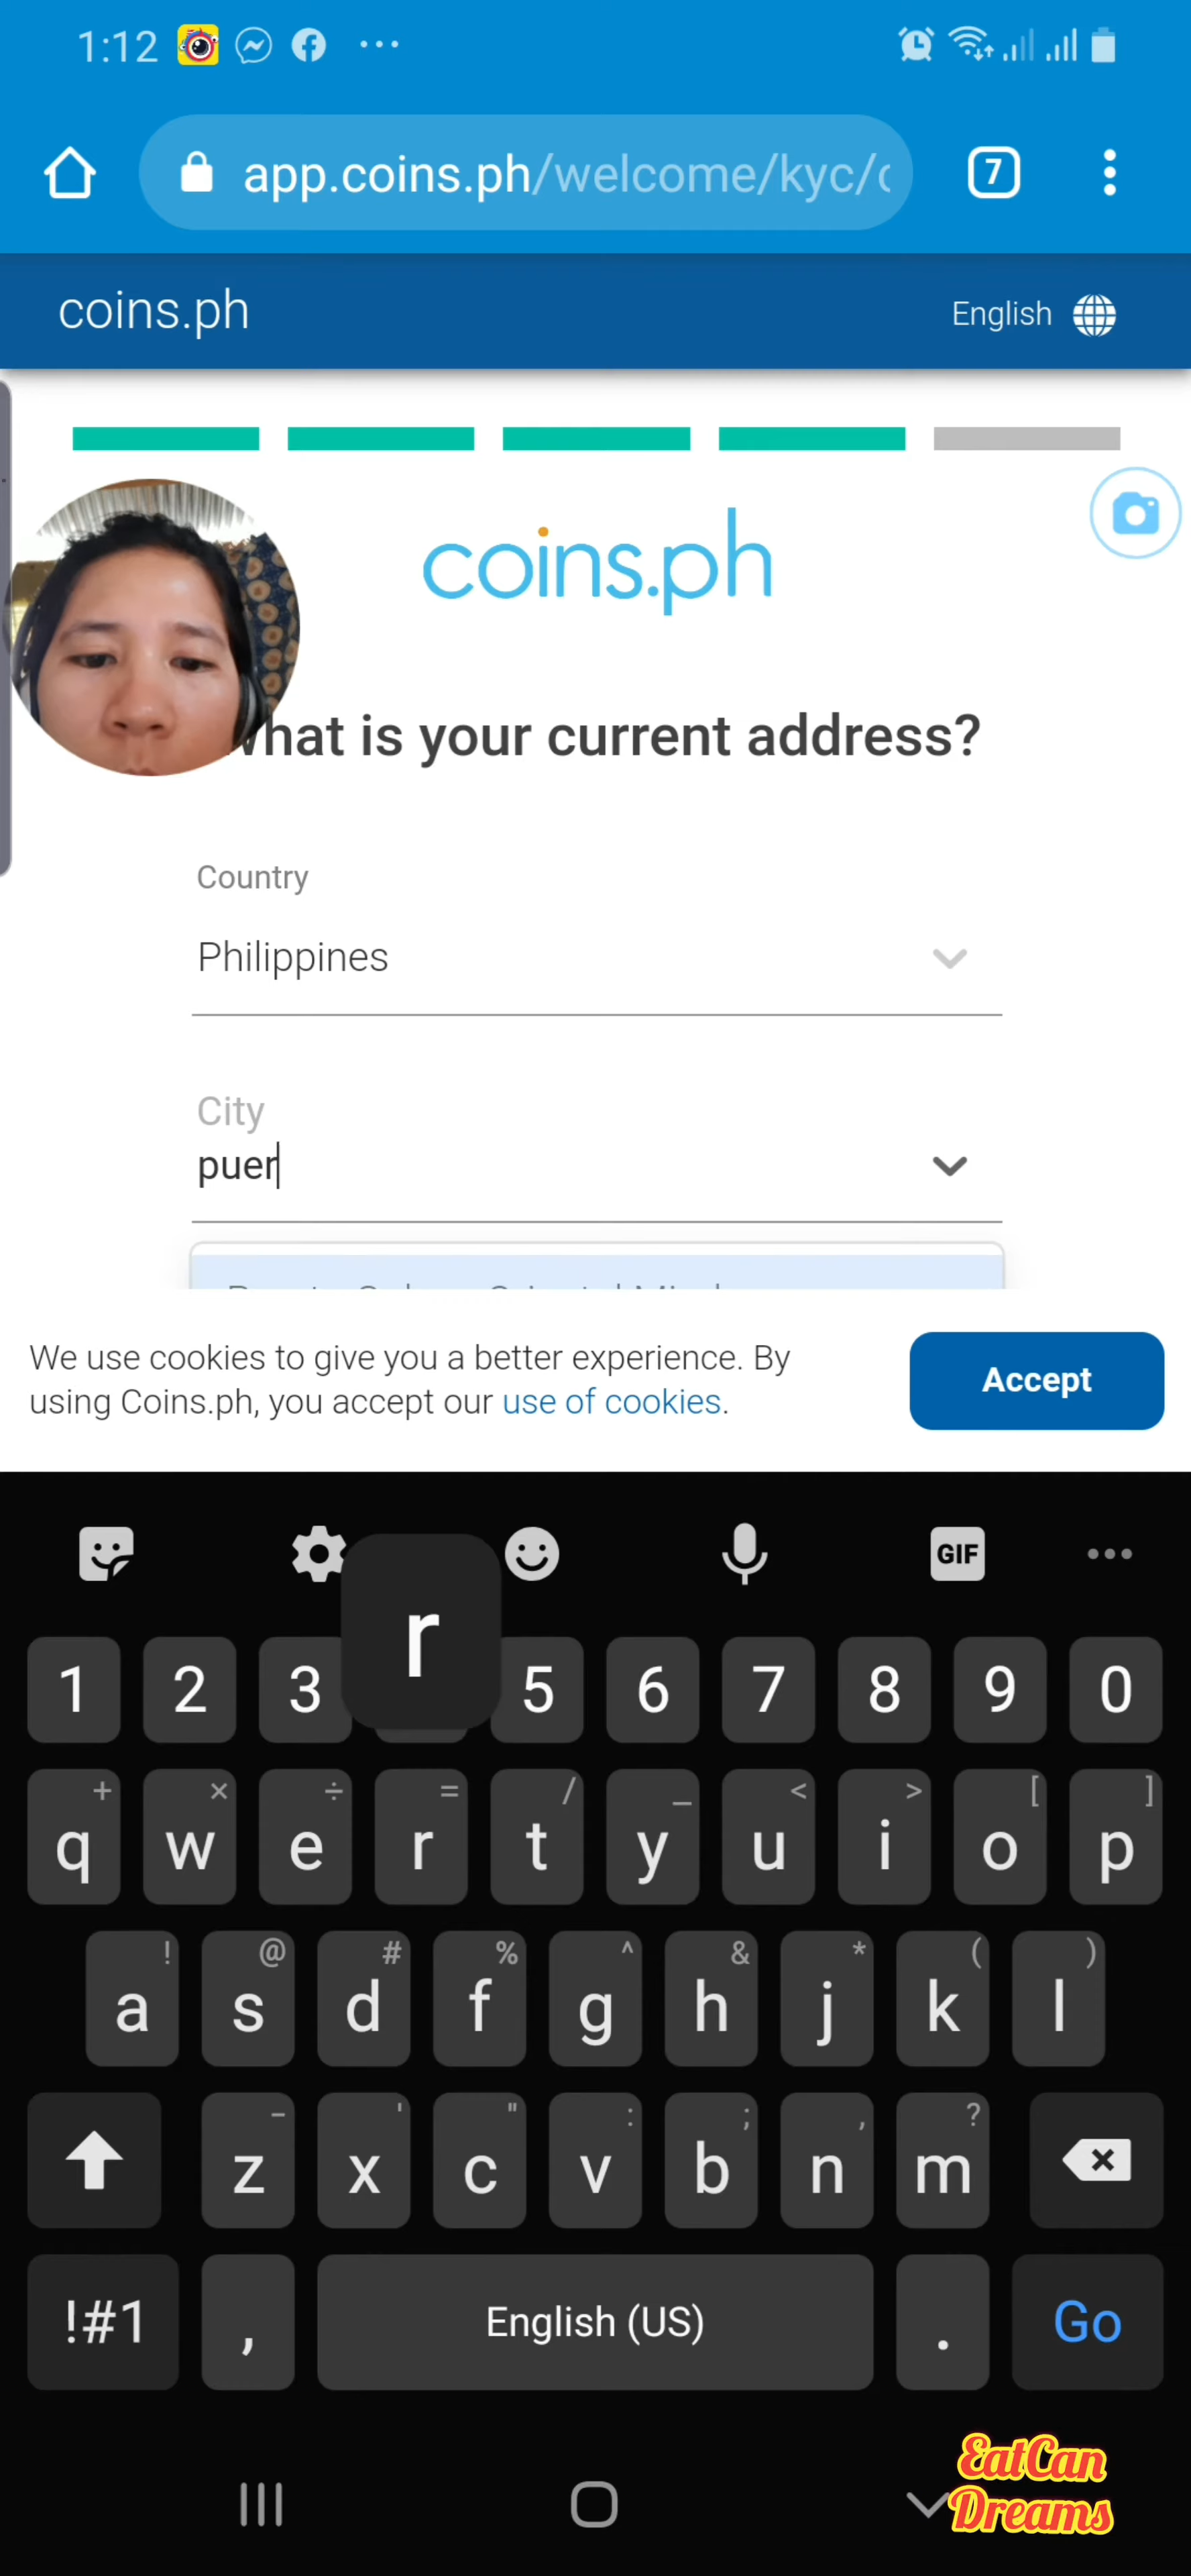 1:12
app.coins.ph/welcome/kyc/
7
coins.ph
English
coins.ph
hat is your current address?
Country
Philippines
City
puer
We use cookies to give you a better experience. By
using Coins.ph, you accept our use of cookies.
Accept
GIF
r
1 2 3 5 6 7 8 9 0
+ × ÷ = / _ < > [ ]
q w e r t y u i o p
! @ # % ^ & * ( )
a s d f g h j k l
- ' " : ; , ?
z x c v b n m
!#1 , English (US) . Go
EatCan
Dreams